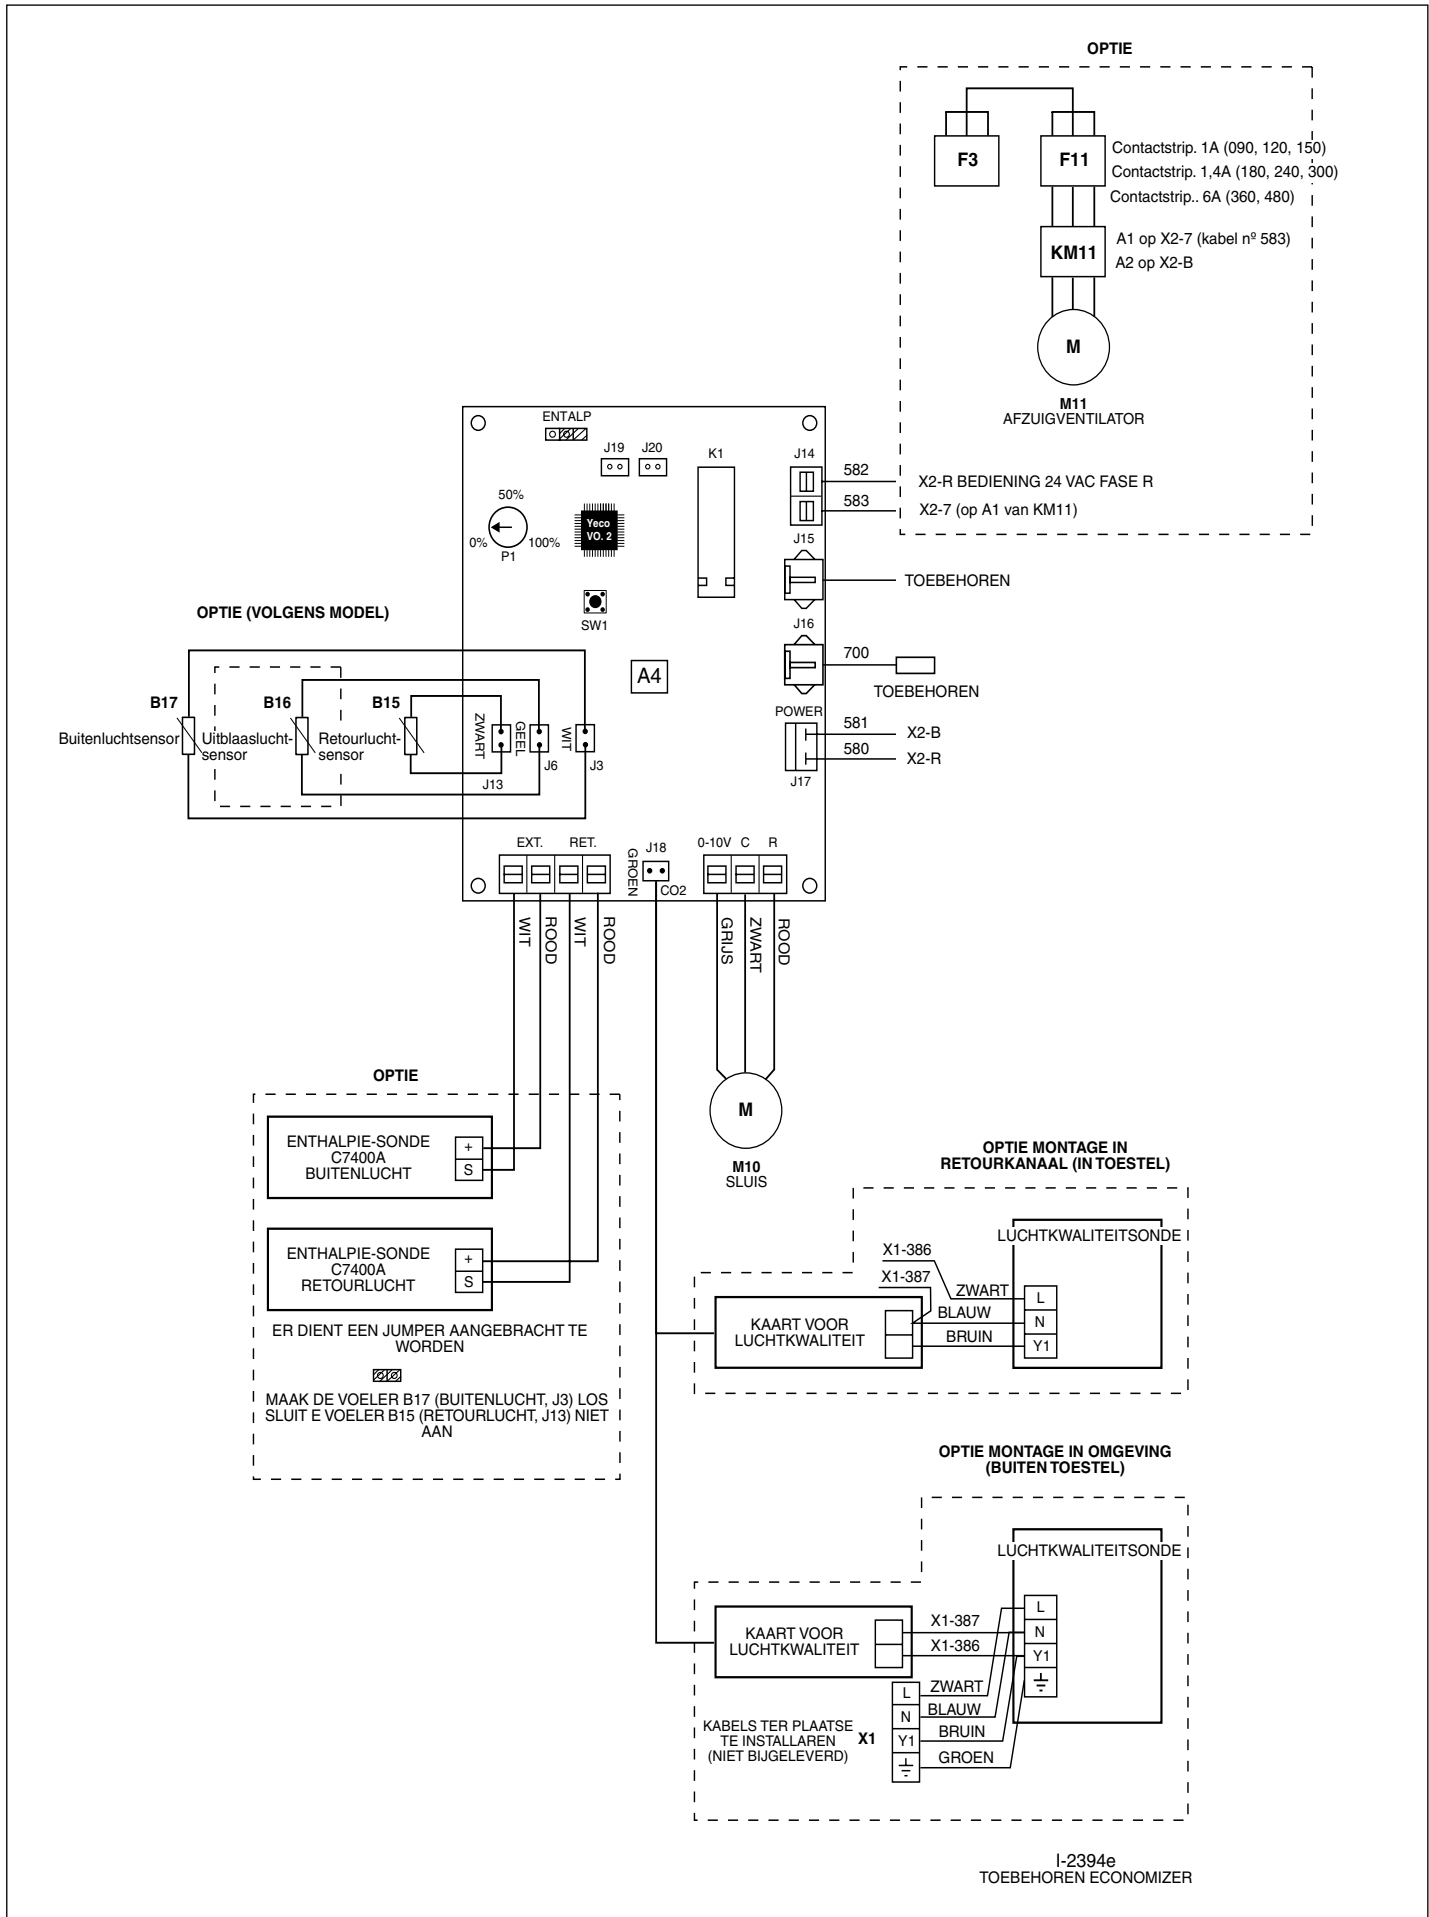 OPTIE
F3
F11
Contactstrip. 1A (090, 120, 150)
Contactstrip. 1,4A (180, 240, 300)
Contactstrip.. 6A (360, 480)
KM11
A1 op X2-7 (kabel nº 583)
A2 op X2-B
M
M11
AFZUIGVENTILATOR
ENTALP
J19
J20
K1
J14
582
X2-R BEDIENING 24 VAC FASE R
583
X2-7 (op A1 van KM11)
50%
0%
100%
P1
Yeco
VO. 2
J15
TOEBEHOREN
SW1
J16
700
TOEBEHOREN
A4
OPTIE (VOLGENS MODEL)
B17
B16
B15
Buitenluchtsensor
Uitblaaslucht-
sensor
Retourlucht-
sensor
ZWART
GEEL
WIT
J13
J6
J3
POWER
581
X2-B
580
X2-R
J17
EXT.
RET.
GROEN
J18
CO2
0-10V
C
R
WIT
ROOD
WIT
ROOD
GRIJS
ZWART
ROOD
M
M10
SLUIS
OPTIE
ENTHALPIE-SONDE
C7400A
BUITENLUCHT
+
S
ENTHALPIE-SONDE
C7400A
RETOURLUCHT
+
S
ER DIENT EEN JUMPER AANGEBRACHT TE
WORDEN
MAAK DE VOELER B17 (BUITENLUCHT, J3) LOS
SLUIT E VOELER B15 (RETOURLUCHT, J13) NIET
AAN
OPTIE MONTAGE IN
RETOURKANAAL (IN TOESTEL)
LUCHTKWALITEITSONDE
X1-386
X1-387
ZWART
BLAUW
BRUIN
L
N
Y1
KAART VOOR
LUCHTKWALITEIT
OPTIE MONTAGE IN OMGEVING
(BUITEN TOESTEL)
LUCHTKWALITEITSONDE
KAART VOOR
LUCHTKWALITEIT
X1-387
X1-386
L
N
Y1
KABELS TER PLAATSE
TE INSTALLAREN
(NIET BIJGELEVERD)
X1
L
N
Y1
ZWART
BLAUW
BRUIN
GROEN
I-2394e
TOEBEHOREN ECONOMIZER